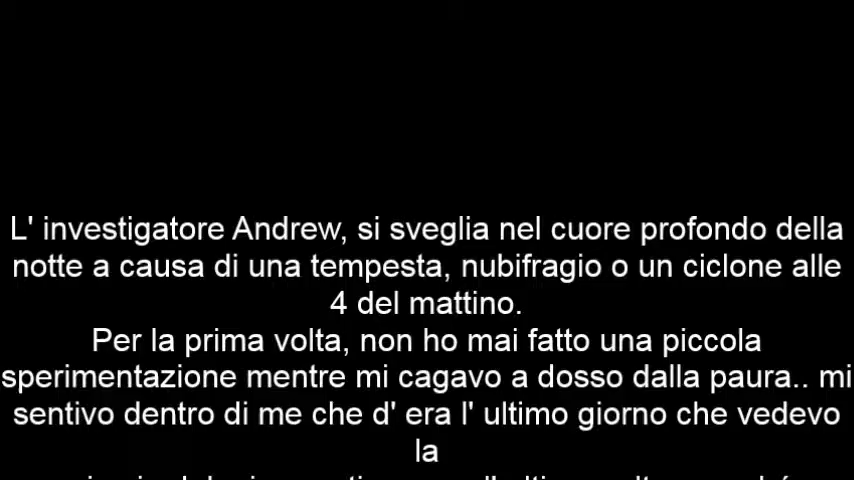 L' investigatore Andrew, si sveglia nel cuore profondo della
notte a causa di una tempesta, nubifragio o un ciclone alle
4 del mattino.
Per la prima volta, non ho mai fatto una piccola
sperimentazione mentre mi cagavo a dosso dalla paura.. mi
sentivo dentro di me che d' era l' ultimo giorno che vedevo
la